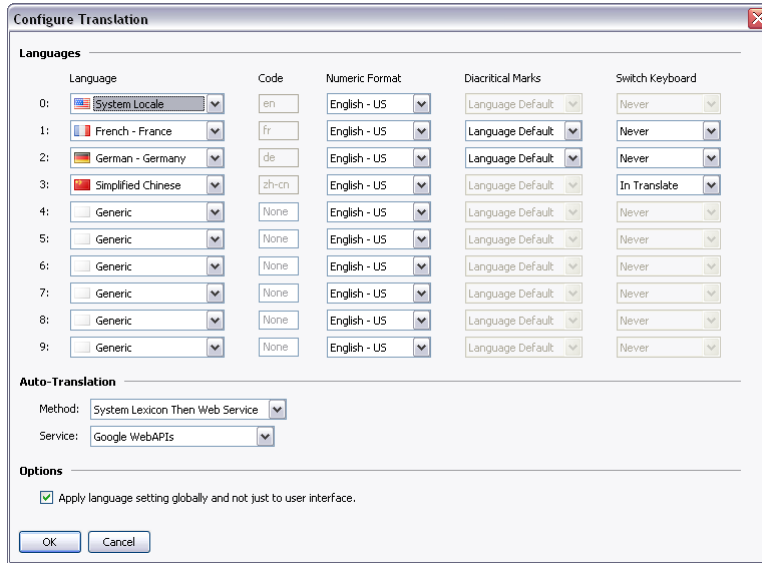 Configure Translation
Languages
Language Code Numeric Format Diacritical Marks Switch Keyboard
0: System Locale en English - US Language Default Never
1: French - France fr English - US Language Default Never
2: German - Germany de English - US Language Default Never
3: Simplified Chinese zh-cn English - US Language Default In Translate
4: Generic None English - US Language Default Never
5: Generic None English - US Language Default Never
6: Generic None English - US Language Default Never
7: Generic None English - US Language Default Never
8: Generic None English - US Language Default Never
9: Generic None English - US Language Default Never
Auto-Translation
Method: System Lexicon Then Web Service
Service: Google WebAPIs
Options
Apply language setting globally and not just to user interface.
OK Cancel